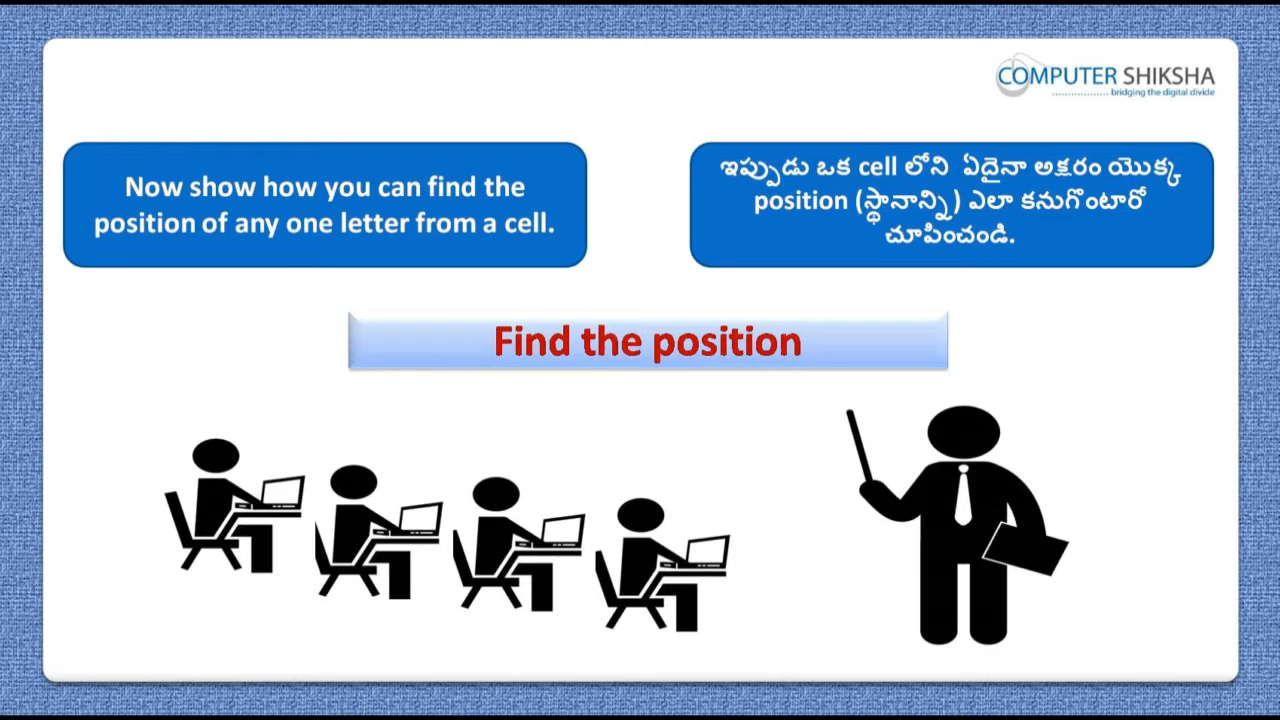 COMPUTER SHIKSHA
bridging the digital divide
Now show how you can find the
position of any one letter from a cell.
ఇప్పుడు ఒక cell లోని ఏదైనా అక్షరం యొక్క
position (స్థానాన్ని) ఎలా కనుగొంటారో
చూపించండి.
Find the position